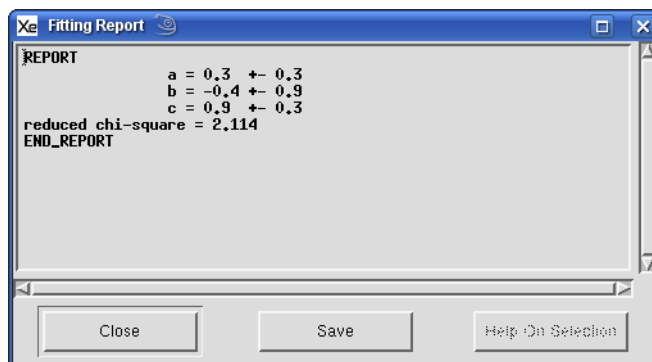 Xe Fitting Report
REPORT
a = 0.3 +- 0.3
b = -0.4 +- 0.9
c = 0.9 +- 0.3
reduced chi-square = 2.114
END_REPORT
Close Save Help On Selection